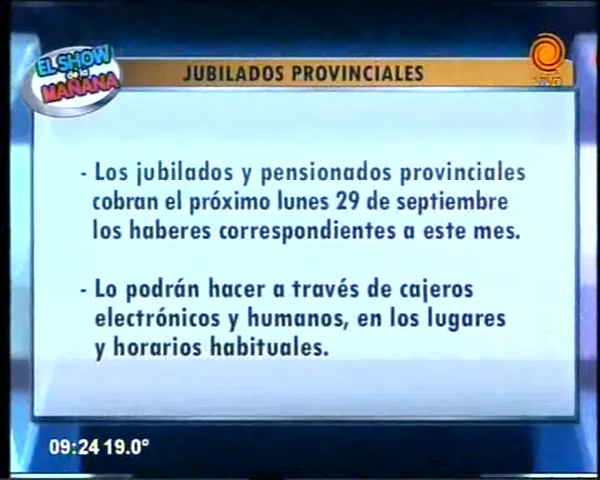 EL SHOW
de la
MAÑANA
JUBILADOS PROVINCIALES
VIVO
- Los jubilados y pensionados provinciales
cobran el próximo lunes 29 de septiembre
los haberes correspondientes a este mes.
- Lo podrán hacer a través de cajeros
electrónicos y humanos, en los lugares
y horarios habituales.
09:24 19.0°